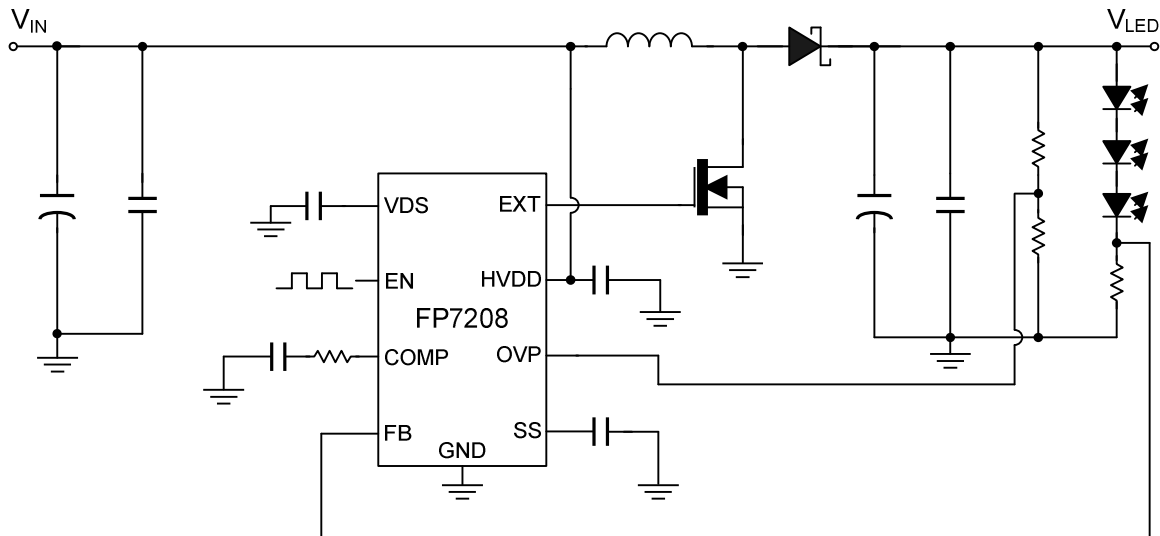 VIN
VLED
VDS
EXT
EN
HVDD
FP7208
COMP
OVP
FB
SS
GND